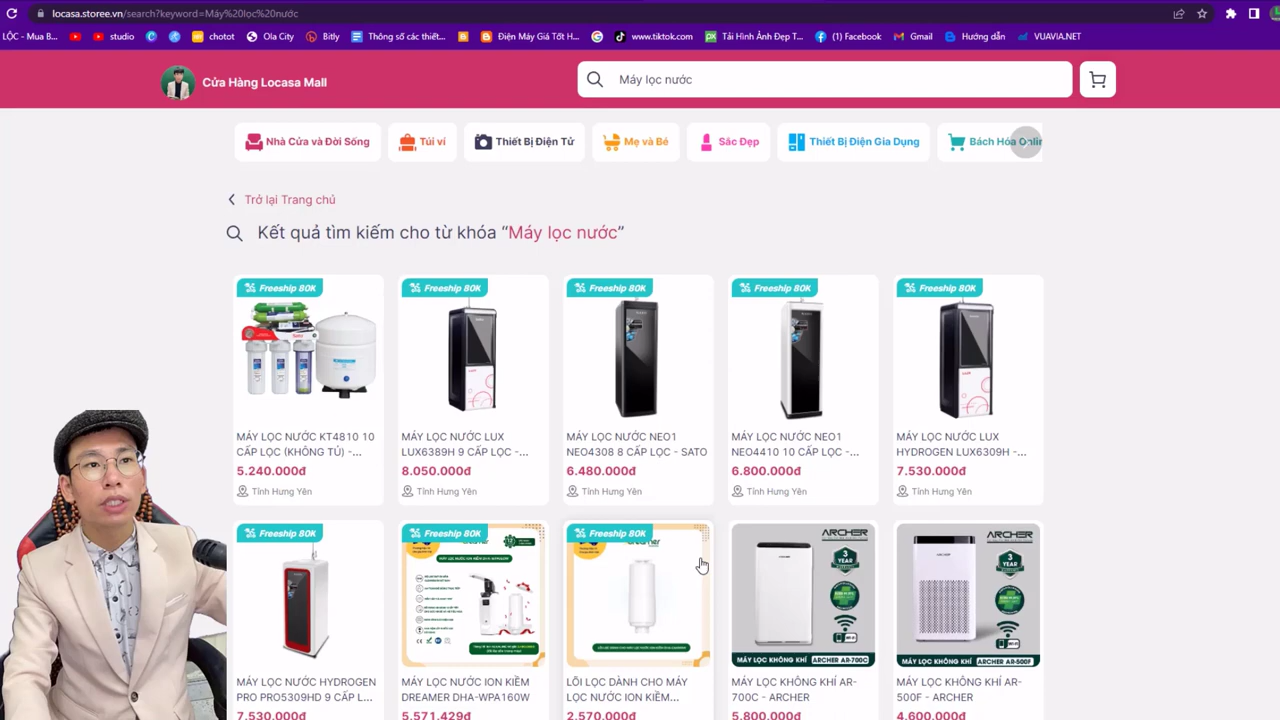 locasa.storee.vn/search?keyword=Máy%20lọc%20nước
LỘC - Mua B...
studio
chotot
Ola City
Bitly
Thông số các thiết...
Điện Máy Giá Tốt H...
www.tiktok.com
Tải Hình Ảnh Đẹp T...
(1) Facebook
Gmail
Hướng dẫn
VUAVIA.NET
Cửa Hàng Locasa Mall
Máy lọc nước
Nhà Cửa và Đời Sống
Túi ví
Thiết Bị Điện Tử
Mẹ và Bé
Sắc Đẹp
Thiết Bị Điện Gia Dụng
Bách Hóa Onlin
Trở lại Trang chủ
Kết quả tìm kiếm cho từ khóa “Máy lọc nước”
Freeship 80K
Freeship 80K
Freeship 80K
Freeship 80K
Freeship 80K
MÁY LỌC NƯỚC KT4810 10
CẤP LỌC (KHÔNG TỦ) -...
5.240.000đ
Tỉnh Hưng Yên
MÁY LỌC NƯỚC LUX
LUX6389H 9 CẤP LỌC -...
8.050.000đ
Tỉnh Hưng Yên
MÁY LỌC NƯỚC NEO1
NEO4308 8 CẤP LỌC - SATO
6.480.000đ
Tỉnh Hưng Yên
MÁY LỌC NƯỚC NEO1
NEO4410 10 CẤP LỌC -...
6.800.000đ
Tỉnh Hưng Yên
MÁY LỌC NƯỚC LUX
HYDROGEN LUX6309H -...
7.530.000đ
Tỉnh Hưng Yên
Freeship 80K
Freeship 80K
Freeship 80K
ARCHER
3
YEAR
MÁY LỌC KHÔNG KHÍ ARCHER AR-700C
ARCHER
3
YEAR
MÁY LỌC KHÔNG KHÍ ARCHER AR-500F
MÁY LỌC NƯỚC HYDROGEN
PRO PRO5309HD 9 CẤP L...
7.530.000đ
MÁY LỌC NƯỚC ION KIỀM
DREAMER DHA-WPA160W
5.571.429đ
LÕI LỌC DÀNH CHO MÁY
LỌC NƯỚC ION KIỀM...
2.570.000đ
MÁY LỌC KHÔNG KHÍ AR-
700C - ARCHER
5.800.000đ
MÁY LỌC KHÔNG KHÍ AR-
500F - ARCHER
4.600.000đ